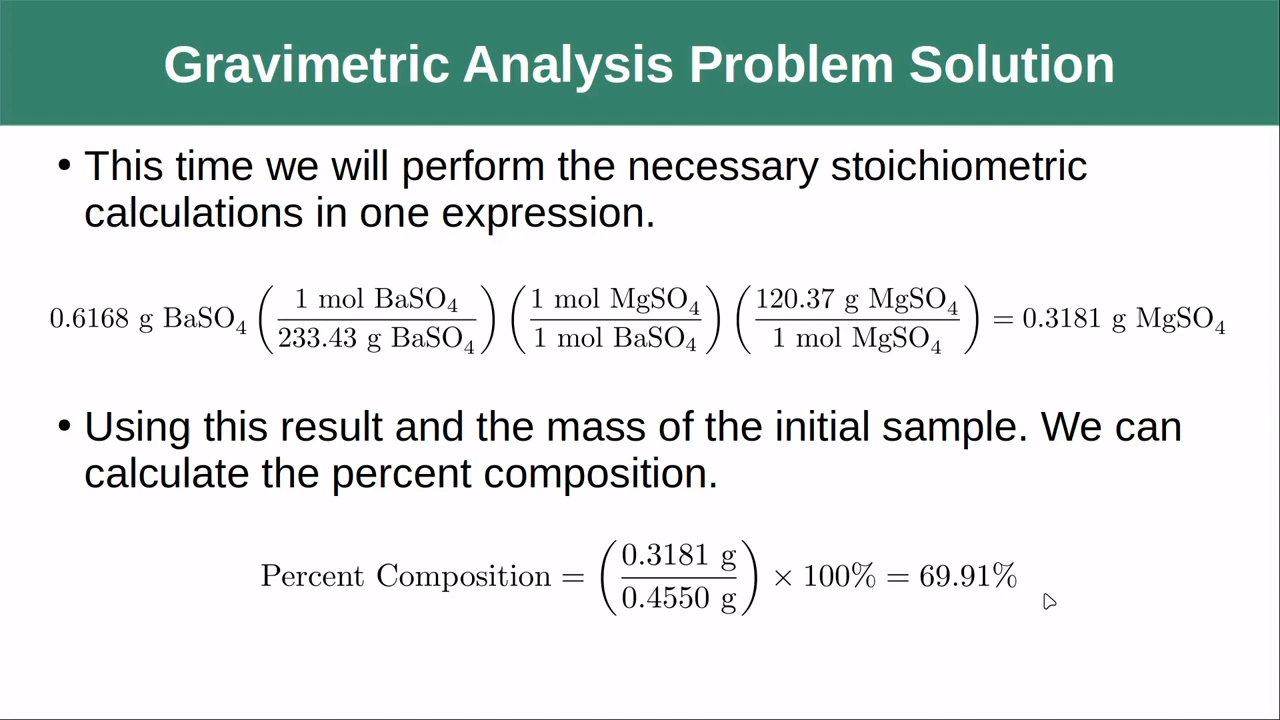 Gravimetric Analysis Problem Solution
• This time we will perform the necessary stoichiometric
calculations in one expression.
0.6168 g BaSO₄ (1 mol BaSO₄ / 233.43 g BaSO₄) (1 mol MgSO₄ / 1 mol BaSO₄) (120.37 g MgSO₄ / 1 mol MgSO₄) = 0.3181 g MgSO₄
• Using this result and the mass of the initial sample. We can
calculate the percent composition.
Percent Composition = (0.3181 g / 0.4550 g) × 100% = 69.91%